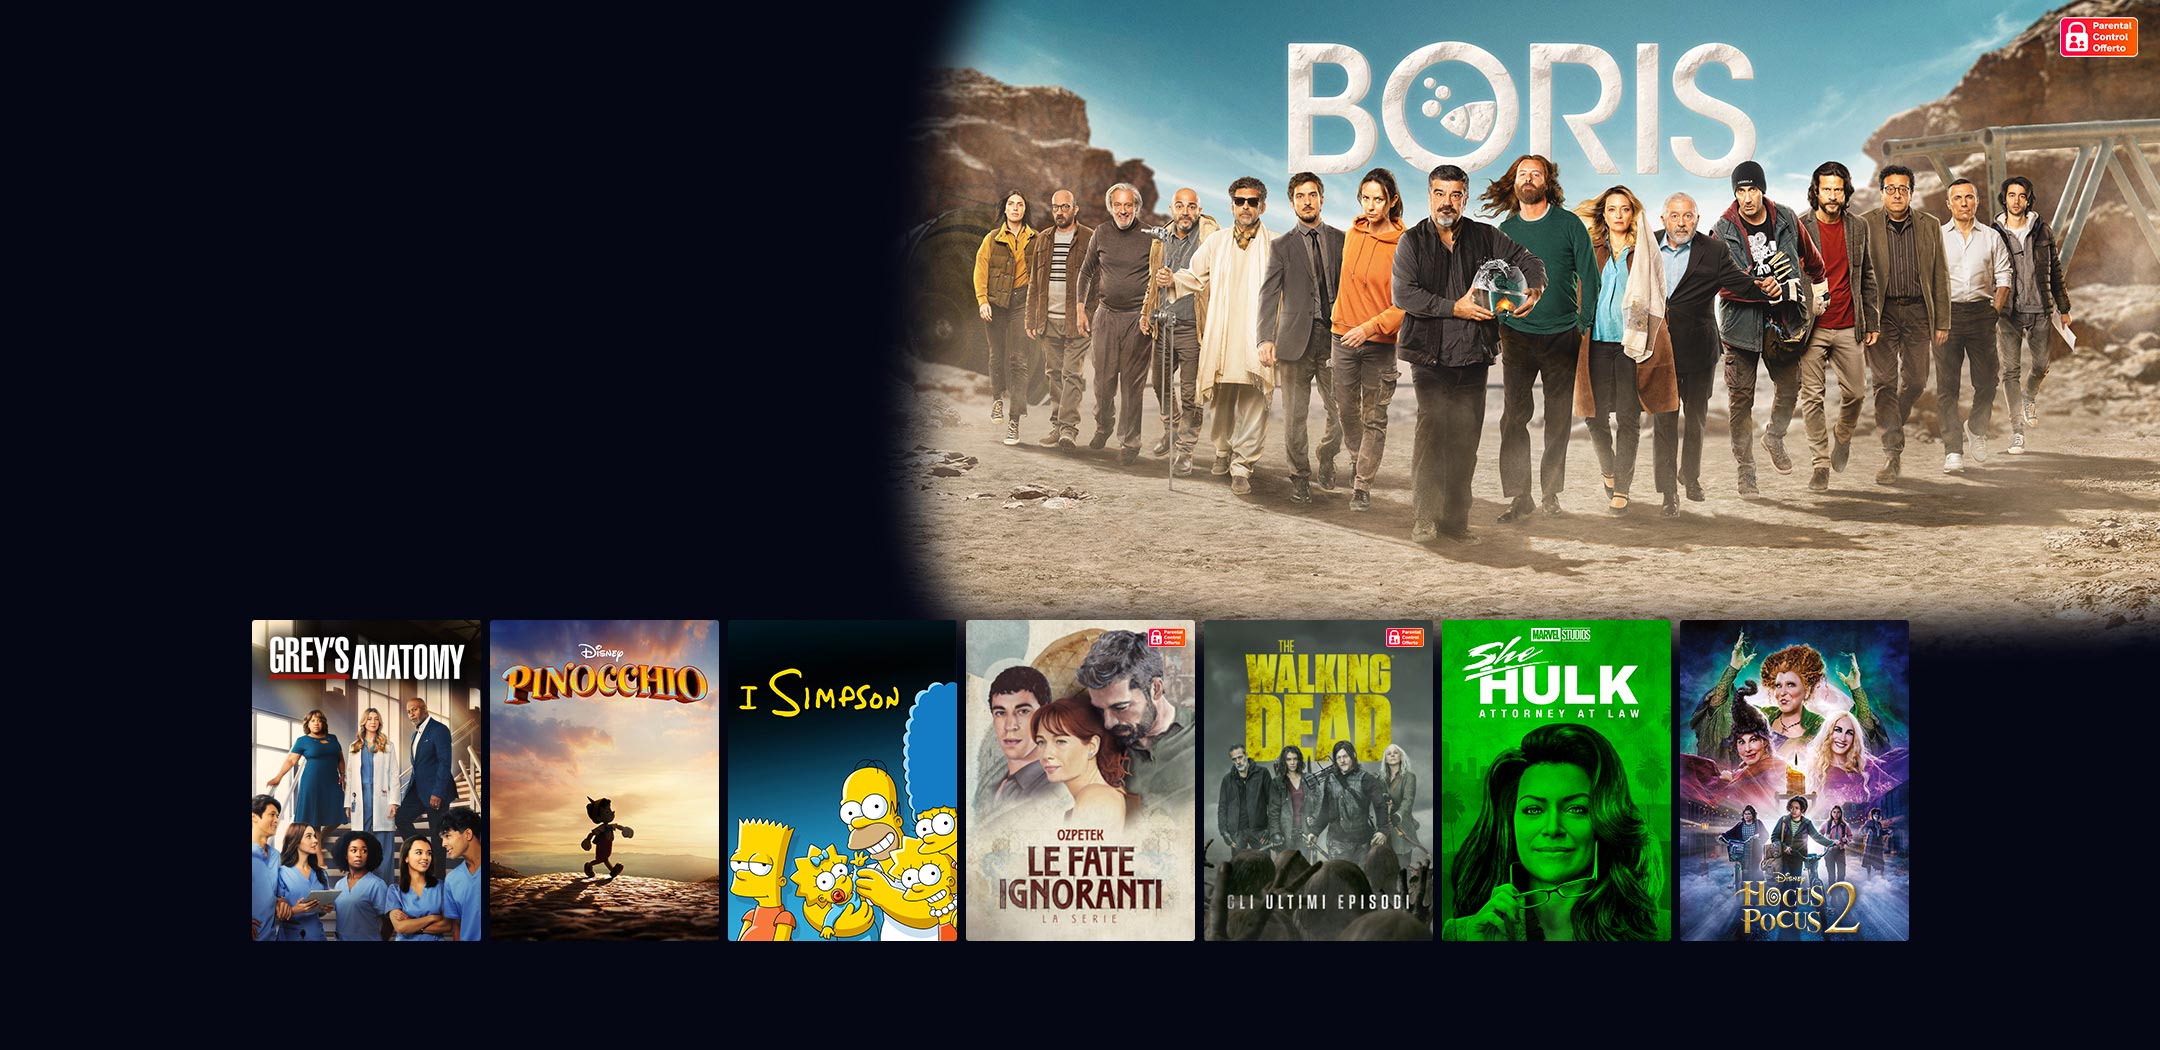 BORIS
Parental
Control
Offerto
GREY'S ANATOMY
DISNEY
PINOCCHIO
I SIMPSON
Parental
Control
Offerto
OZPETEK
LE FATE
IGNORANTI
LA SERIE
Parental
Control
Offerto
THE
WALKING
DEAD
GLI ULTIMI EPISODI
MARVEL STUDIOS
She
HULK
ATTORNEY AT LAW
DISNEY
HOCUS
POCUS 2